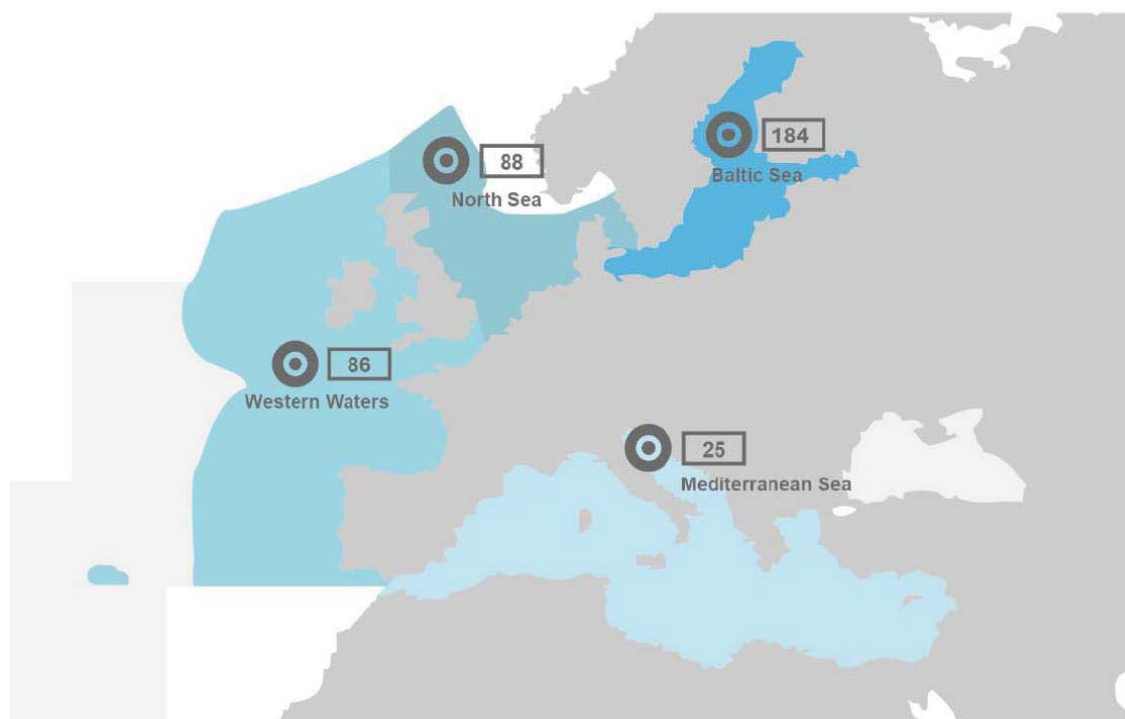 184
Baltic Sea
88
North Sea
86
Western Waters
25
Mediterranean Sea